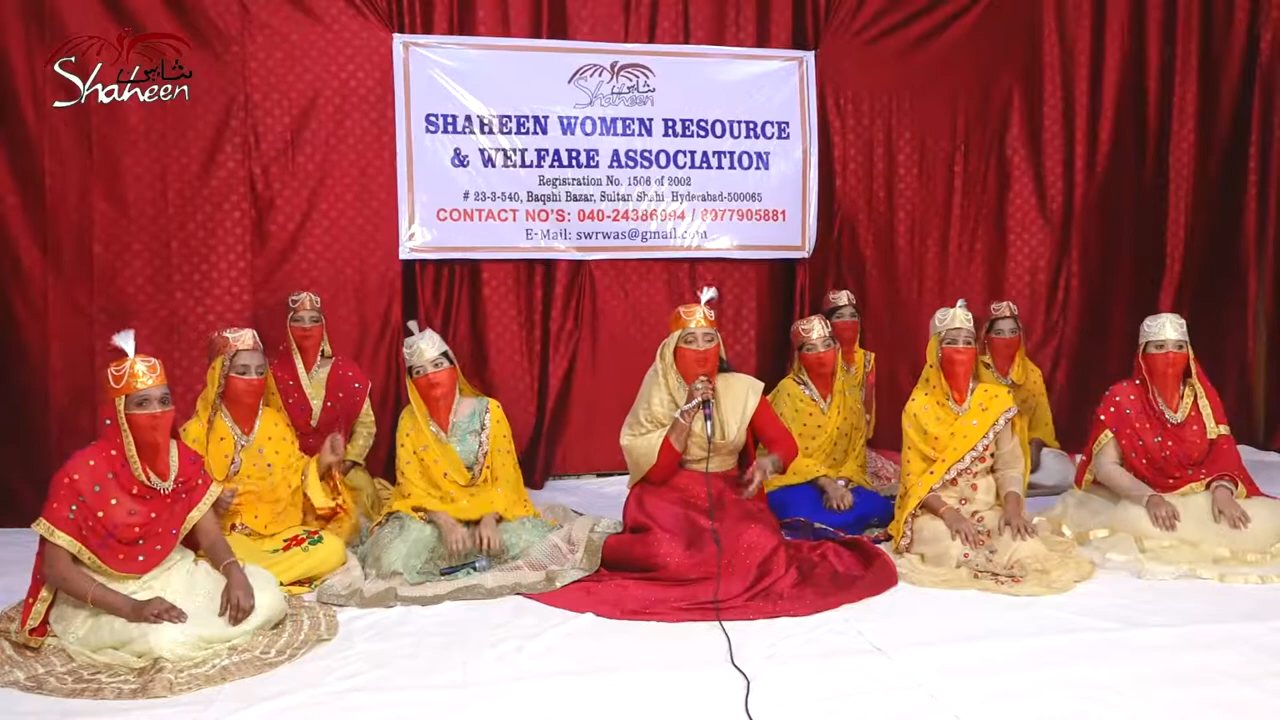 Shaheen شاہین
Shaheen شاہین
SHAHEEN WOMEN RESOURCE
& WELFARE ASSOCIATION
Registration No. 1506 of 2002
# 23-3-540, Baqshi Bazar, Sultan Shahi, Hyderabad-500065
CONTACT NO'S: 040-24386994 / 8977905881
E-Mail: swrwas@gmail.com